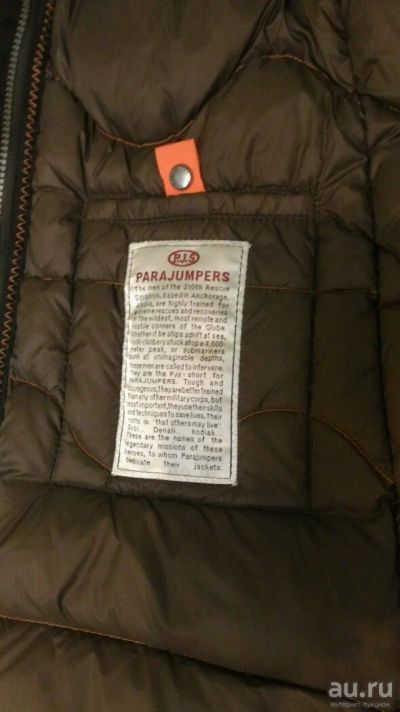 P.J.S
PARAJUMPERS
the men of the 210th Rescue
Squadron, based in Anchorage,
are highly trained for
extreme rescues and recoveries
in the wildest, most remote and
hostile corners of the Globe.
Whether if be ships adrift at sea,
rock-climbers stuck atop a 4,000-
meter peak, or submariners
sunk at unimaginable depths,
these men are called to intervene.
They are the PJs - short for
PARAJUMPERS. Tough and
courageous, they are better trained
than any other military corps, but
most important, they use their skills
and techniques to save lives. Their
motto is: "that others may live".
Gobi. Denali. kodiak.
These are the names of the
legendary missions of these
heroes, to whom Parajumpers
Dedicate their jackets.
au.ru
ИНТЕРНЕТ-АУКЦИОН